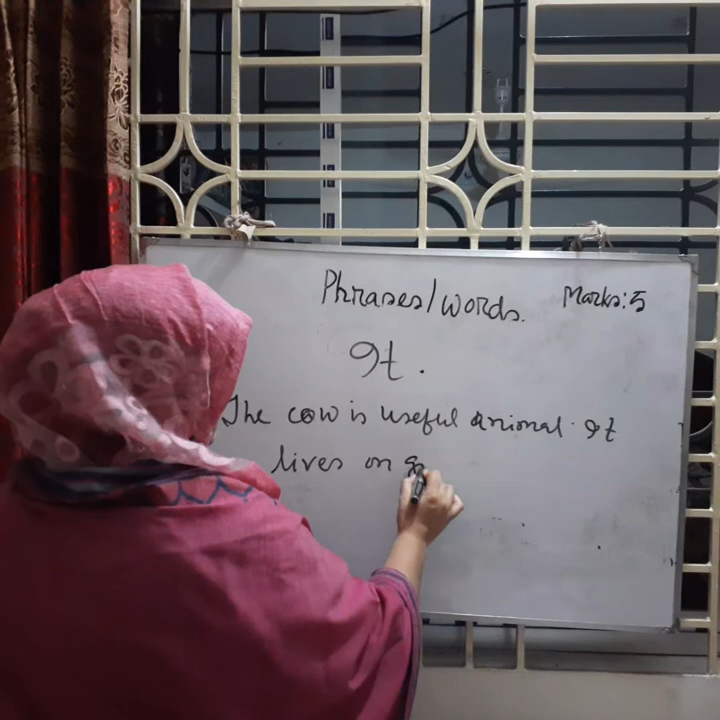 Phrases/words.
Marks:5
It.
The cow is useful animal. It
lives on g